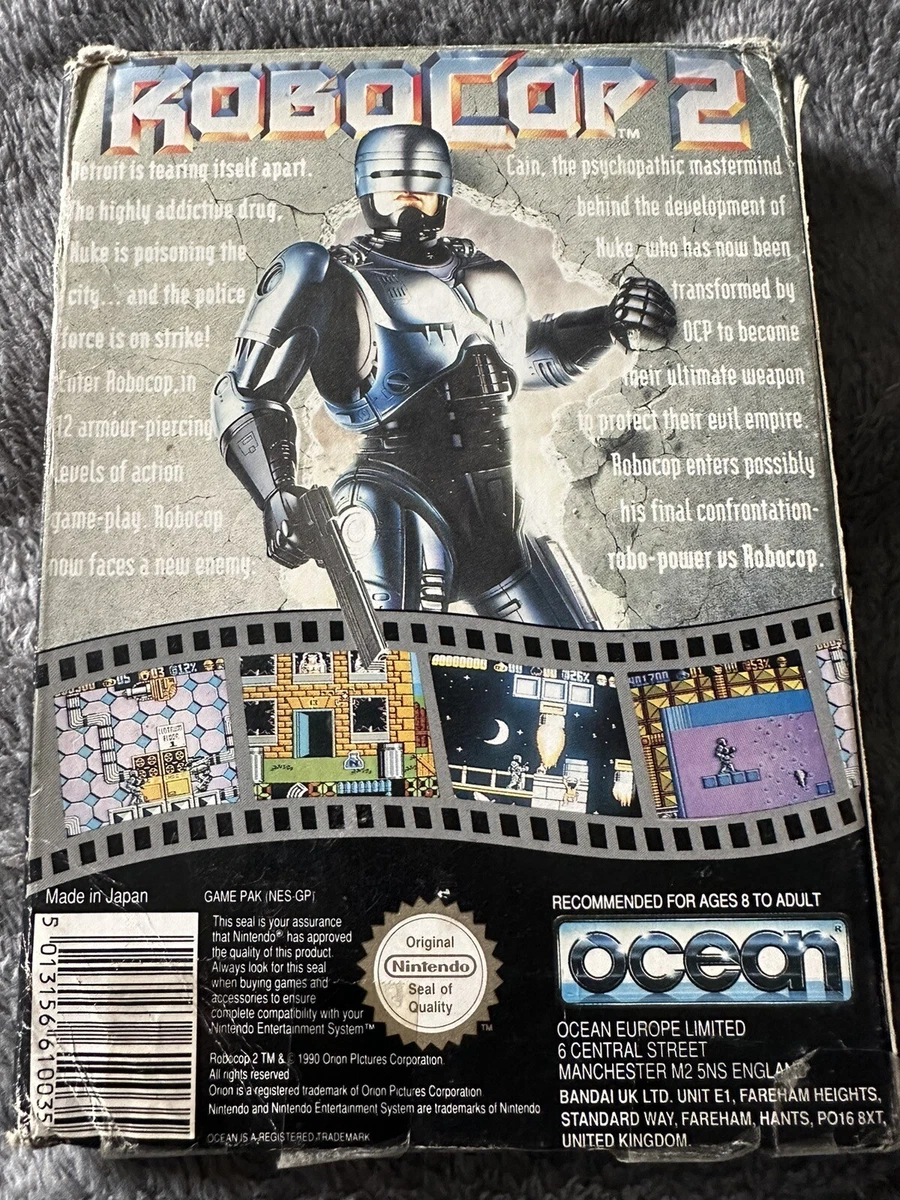 ROBOCOP 2
TM
Detroit is tearing itself apart.
The highly addictive drug,
Nuke is poisoning the
city... and the police
force is on strike!
Enter Robocop, in
12 armour-piercing
levels of action
game-play. Robocop
now faces a new enemy:
Cain, the psychopathic mastermind
behind the development of
Nuke, who has now been
transformed by
OCP to become
their ultimate weapon
to protect their evil empire.
Robocop enters possibly
his final confrontation-
robo-power vs Robocop.
Made in Japan
5 013156 610035
GAME PAK (NES-GP)
This seal is your assurance
that Nintendo® has approved
the quality of this product.
Always look for this seal
when buying games and
accessories to ensure
complete compatibility with your
Nintendo Entertainment System™
Original
Nintendo
Seal of
Quality
TM
Robocop 2 TM & © 1990 Orion Pictures Corporation.
All rights reserved
Orion is a registered trademark of Orion Pictures Corporation
Nintendo and Nintendo Entertainment System are trademarks of Nintendo
OCEAN IS A REGISTERED TRADEMARK
RECOMMENDED FOR AGES 8 TO ADULT
ocean®
OCEAN EUROPE LIMITED
6 CENTRAL STREET
MANCHESTER M2 5NS ENGLAND
BANDAI UK LTD. UNIT E1, FAREHAM HEIGHTS,
STANDARD WAY, FAREHAM, HANTS, PO16 8XT,
UNITED KINGDOM.